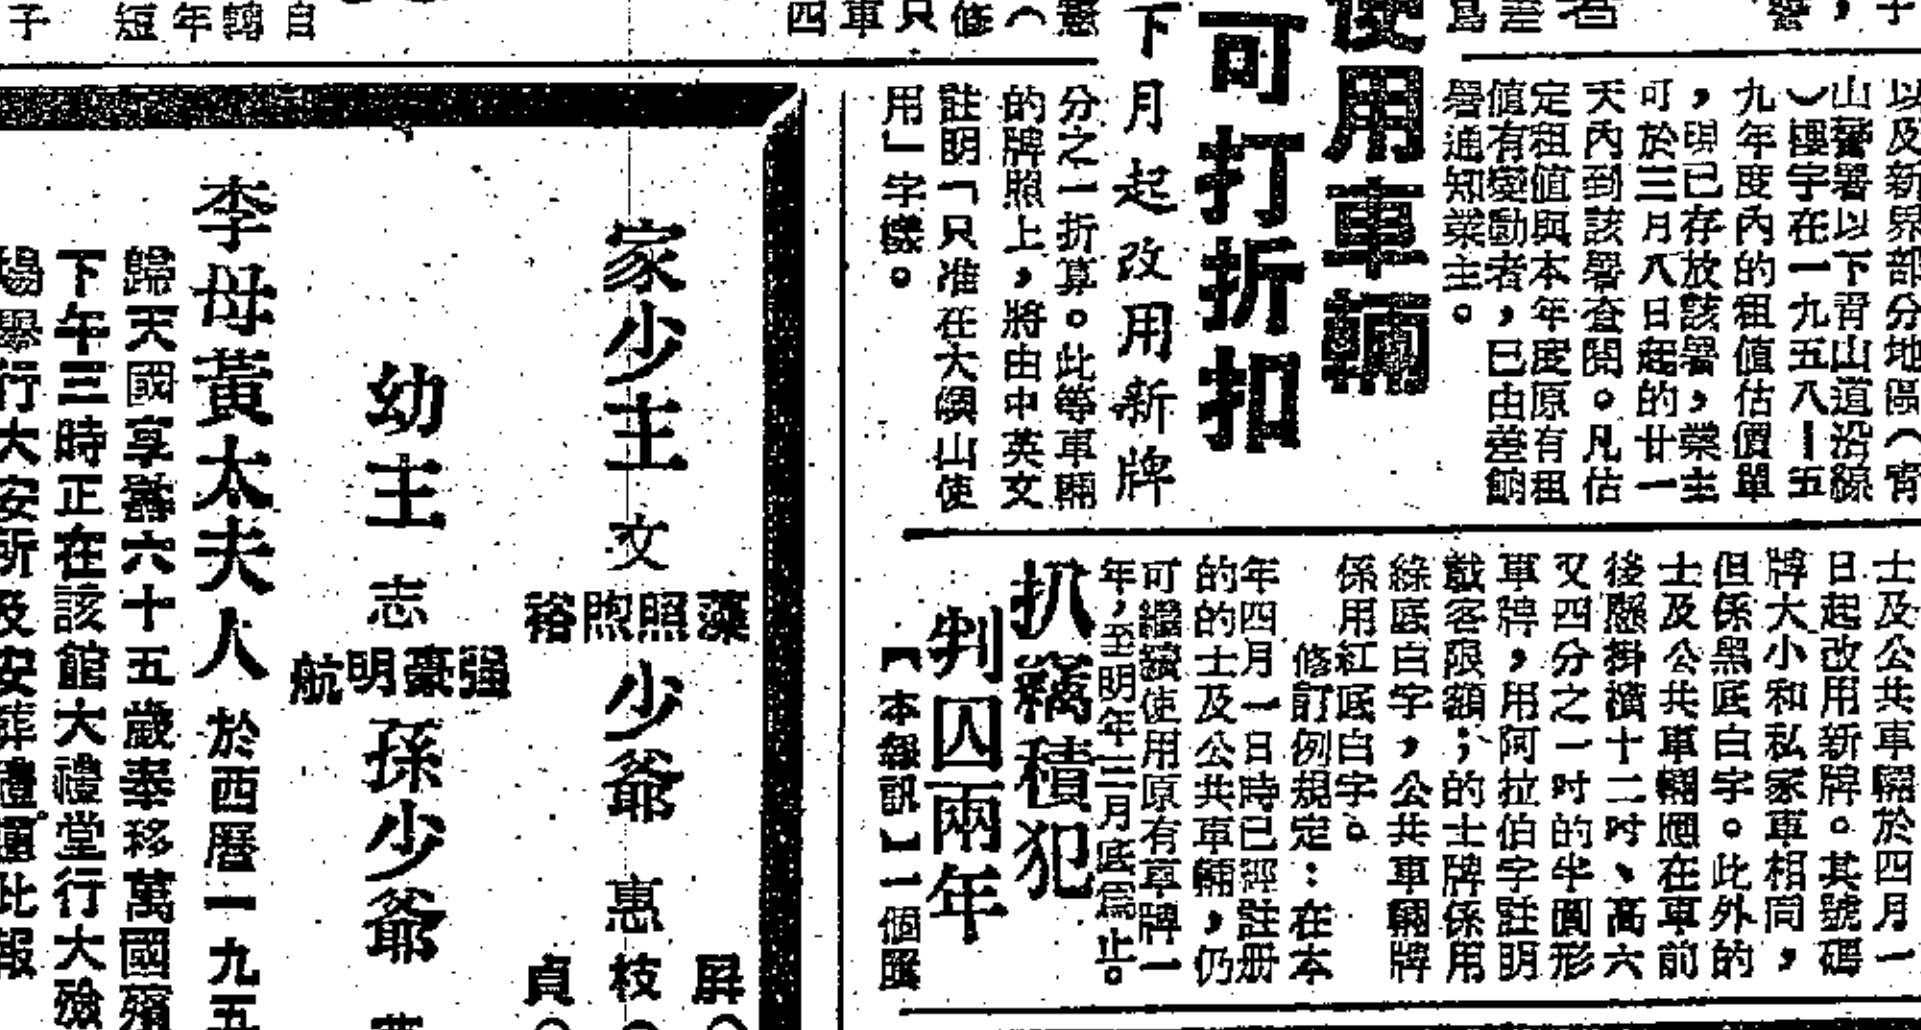 以及新界部分地區（青
山警署以下青山道沿線
）樓宇在一九五八—五
九年度內的租值估價單
，現已存放該署，業主
可於三月八日起的廿一
天內到該署查閱。凡估
定租值與本年度原有租
值有變動者，已由差餉
署通知業主。
使用車輛
可打折扣
下月起改用新牌
分之一折算。此等車輛
的牌照上，將由中英文
註明「只准在大嶼山使
用」字樣。
士及公共車輛於四月一
日起改用新牌。其號碼
牌大小和私家車相同，
但係黑底白字。此外的
士及公共車輛應在車前
後懸掛濶十二吋、高六
又四分之一吋的半圓形
車牌，用阿拉伯字註明
載客限額；的士牌係用
綠底白字，公共車輛牌
係用紅底白字。
修訂例規定：在本
年四月一日時已經註册
的的士及公共車輛，仍
可繼續使用原有車牌一
年，至明年三月底爲止。
扒竊積犯
判囚兩年
【本報訊】一個匿
家少主文
藻照煦裕
少爺
惠枝
屏
貞
幼主志
强豪明航
孫少爺
李母黃太夫人於西曆一九五
歸天國享壽六十五歲奉移萬國殯
下午三時正在該館大禮堂行大殮
場舉行大安所及安葬禮謹此報